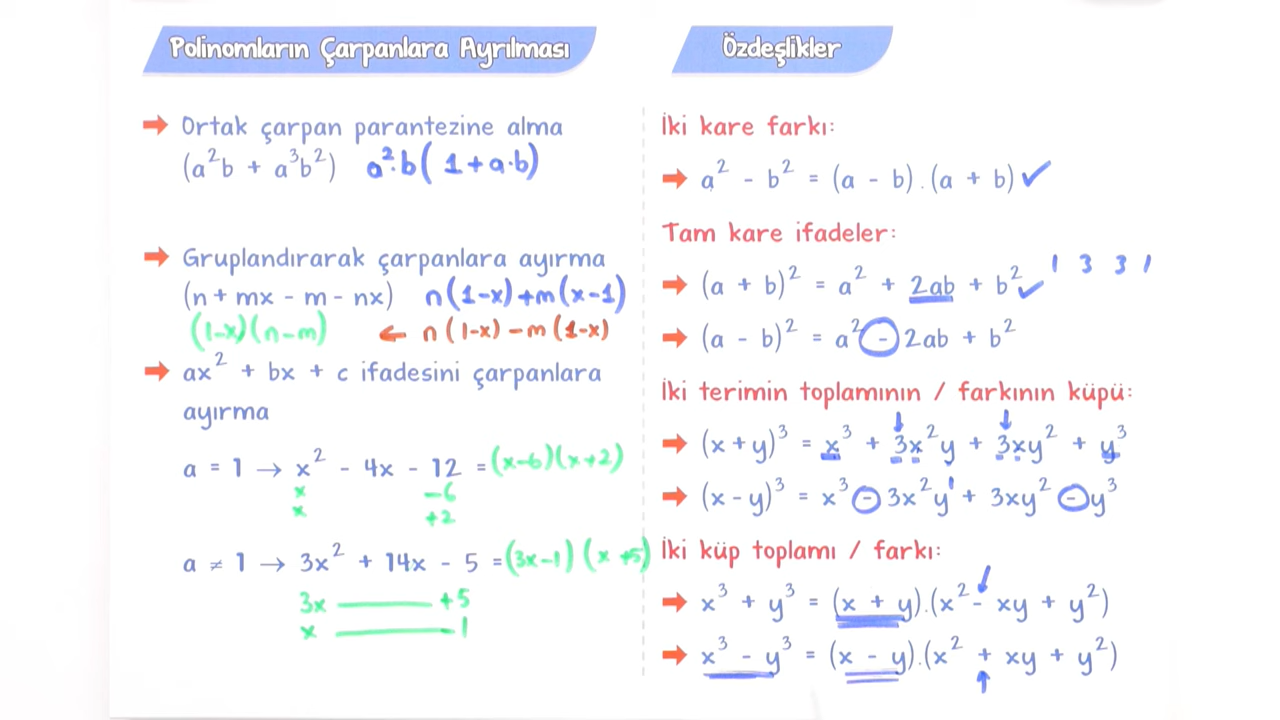 Polinomların Çarpanlara Ayrılması
→ Ortak çarpan parantezine alma
(a²b + a³b²) a²·b( 1+a·b)
→ Gruplandırarak çarpanlara ayırma
(n + mx - m - nx) n(1-x)+m(x-1)
(1-x)(n-m) ← n(1-x)-m(1-x)
→ ax² + bx + c ifadesini çarpanlara
ayırma
a = 1 → x² - 4x - 12 = (x-6)(x+2)
x -6
x +2
a ≠ 1 → 3x² + 14x - 5 = (3x-1)(x+5)
3x +5
x -1
Özdeşlikler
İki kare farkı:
→ a² - b² = (a - b).(a + b) ✓
Tam kare ifadeler:
1 3 3 1
→ (a + b)² = a² + 2ab + b² ✓
→ (a - b)² = a² - 2ab + b²
İki terimin toplamının / farkının küpü:
→ (x + y)³ = x³ + 3x²y + 3xy² + y³
→ (x - y)³ = x³ - 3x²y¹ + 3xy² - y³
İki küp toplamı / farkı:
→ x³ + y³ = (x + y).(x² - xy + y²)
→ x³ - y³ = (x - y).(x² + xy + y²)